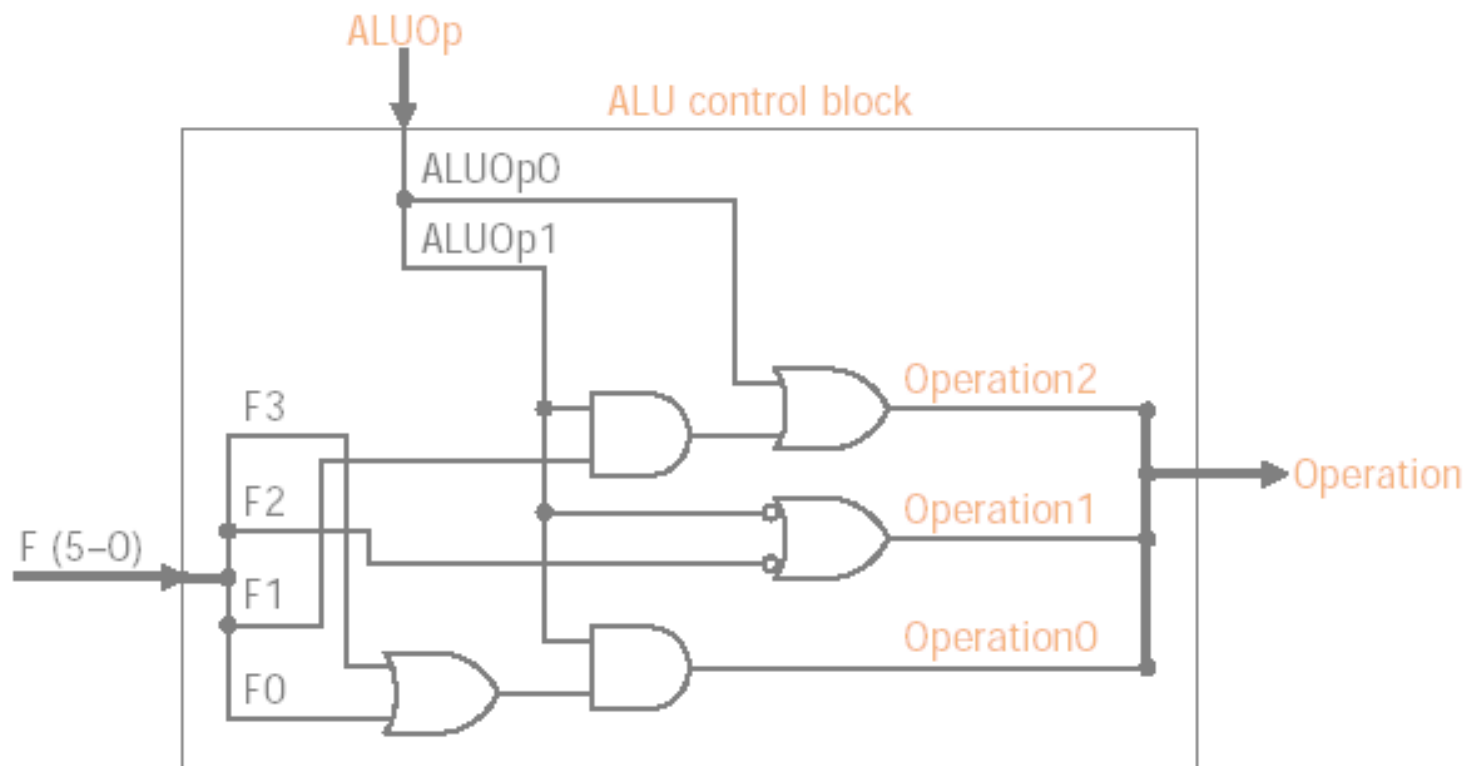 ALUOp
ALU control block
ALUOp0
ALUOp1
Operation2
F3
F2
Operation1
Operation
F (5–0)
F1
Operation0
F0